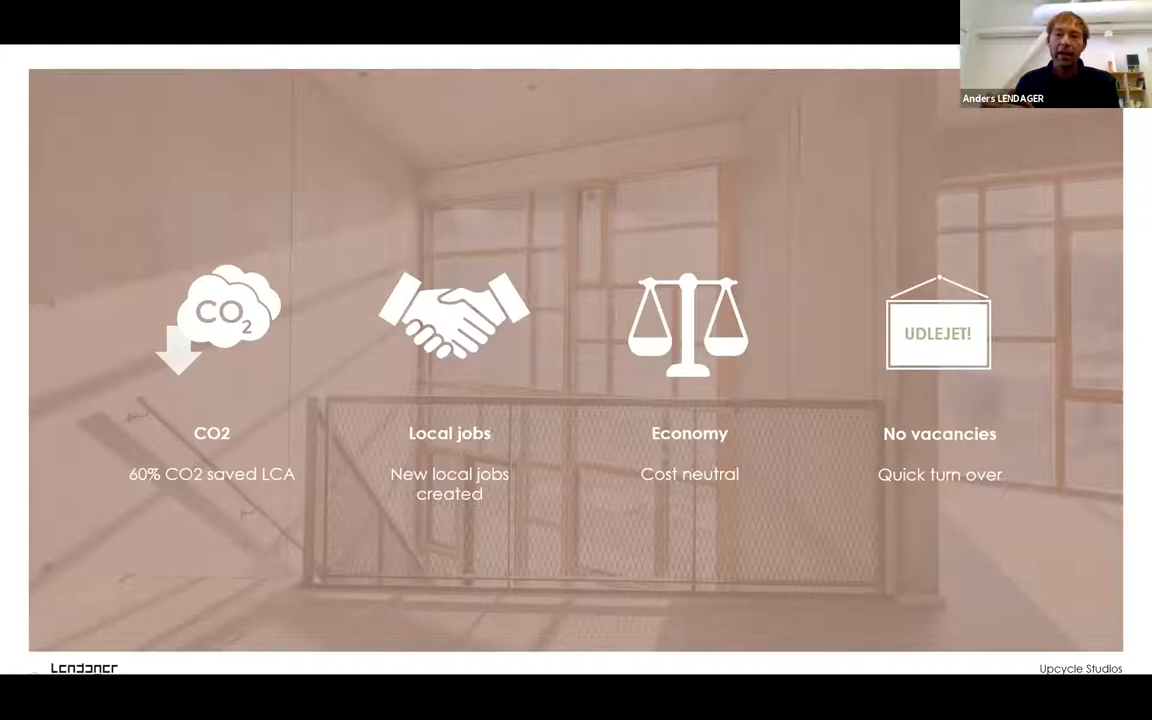 Anders LENDAGER
CO2
UDLEJET!
CO2
Local jobs
Economy
No vacancies
60% CO2 saved LCA
New local jobs
created
Cost neutral
Quick turn over
Lendager
Upcycle Studios